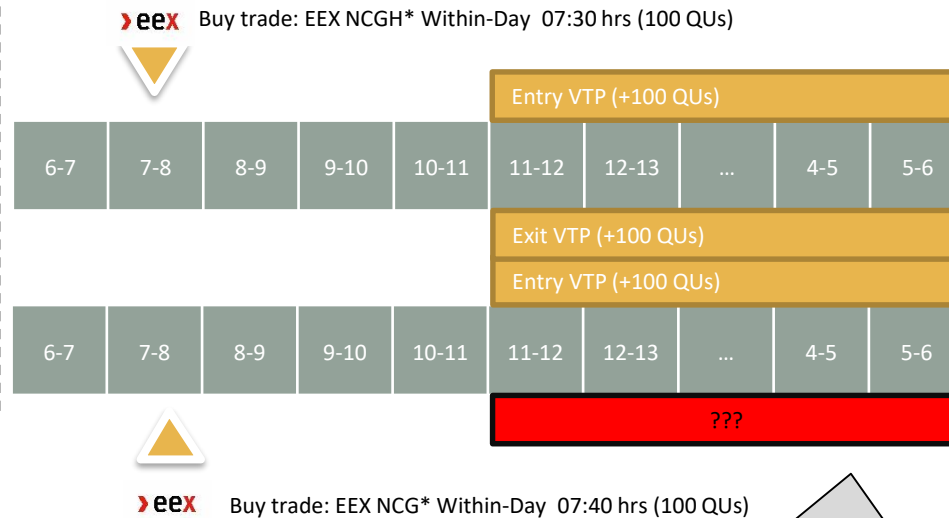 eex Buy trade: EEX NCGH* Within-Day 07:30 hrs (100 QUs)
Entry VTP (+100 QUs)
6-7 7-8 8-9 9-10 10-11 11-12 12-13 ... 4-5 5-6
Exit VTP (+100 QUs)
Entry VTP (+100 QUs)
6-7 7-8 8-9 9-10 10-11 11-12 12-13 ... 4-5 5-6
???
eex Buy trade: EEX NCG* Within-Day 07:40 hrs (100 QUs)